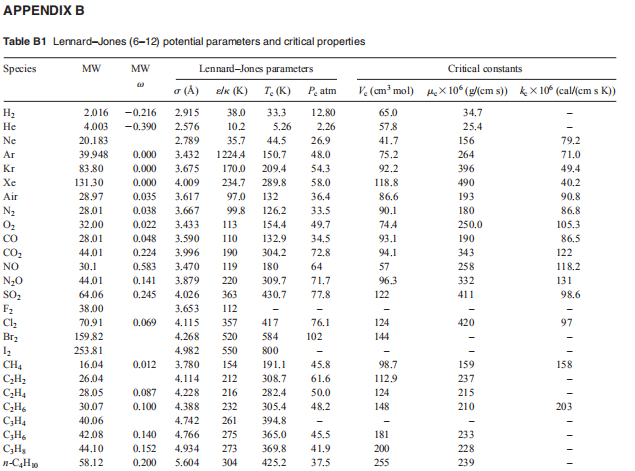 APPENDIX B
Table B1 Lennard–Jones (6–12) potential parameters and critical properties
Species MW MW Lennard–Jones parameters Critical constants
ω σ (Å) ε/κ (K) Tc (K) Pc atm Vc (cm³ mol) μc × 10⁶ (g/(cm s)) kc × 10⁶ (cal/(cm s K))
H₂ 2.016 −0.216 2.915 38.0 33.3 12.80 65.0 34.7 –
He 4.003 −0.390 2.576 10.2 5.26 2.26 57.8 25.4 –
Ne 20.183 2.789 35.7 44.5 26.9 41.7 156 79.2
Ar 39.948 0.000 3.432 1224.4 150.7 48.0 75.2 264 71.0
Kr 83.80 0.000 3.675 170.0 209.4 54.3 92.2 396 49.4
Xe 131.30 0.000 4.009 234.7 289.8 58.0 118.8 490 40.2
Air 28.97 0.035 3.617 97.0 132 36.4 86.6 193 90.8
N₂ 28.01 0.038 3.667 99.8 126.2 33.5 90.1 180 86.8
O₂ 32.00 0.022 3.433 113 154.4 49.7 74.4 250.0 105.3
CO 28.01 0.048 3.590 110 132.9 34.5 93.1 190 86.5
CO₂ 44.01 0.224 3.996 190 304.2 72.8 94.1 343 122
NO 30.1 0.583 3.470 119 180 64 57 258 118.2
N₂O 44.01 0.141 3.879 220 309.7 71.7 96.3 332 131
SO₂ 64.06 0.245 4.026 363 430.7 77.8 122 411 98.6
F₂ 38.00 3.653 112 – – – – –
Cl₂ 70.91 0.069 4.115 357 417 76.1 124 420 97
Br₂ 159.82 4.268 520 584 102 144 –
I₂ 253.81 4.982 550 800 – – –
CH₄ 16.04 0.012 3.780 154 191.1 45.8 98.7 159 158
C₂H₂ 26.04 4.114 212 308.7 61.6 112.9 237 –
C₂H₄ 28.05 0.087 4.228 216 282.4 50.0 124 215 –
C₂H₆ 30.07 0.100 4.388 232 305.4 48.2 148 210 203
C₃H₄ 40.06 4.742 261 394.8 – – – –
C₃H₆ 42.08 0.140 4.766 275 365.0 45.5 181 233 –
C₃H₈ 44.10 0.152 4.934 273 369.8 41.9 200 228 –
n-C₄H₁₀ 58.12 0.200 5.604 304 425.2 37.5 255 239 –